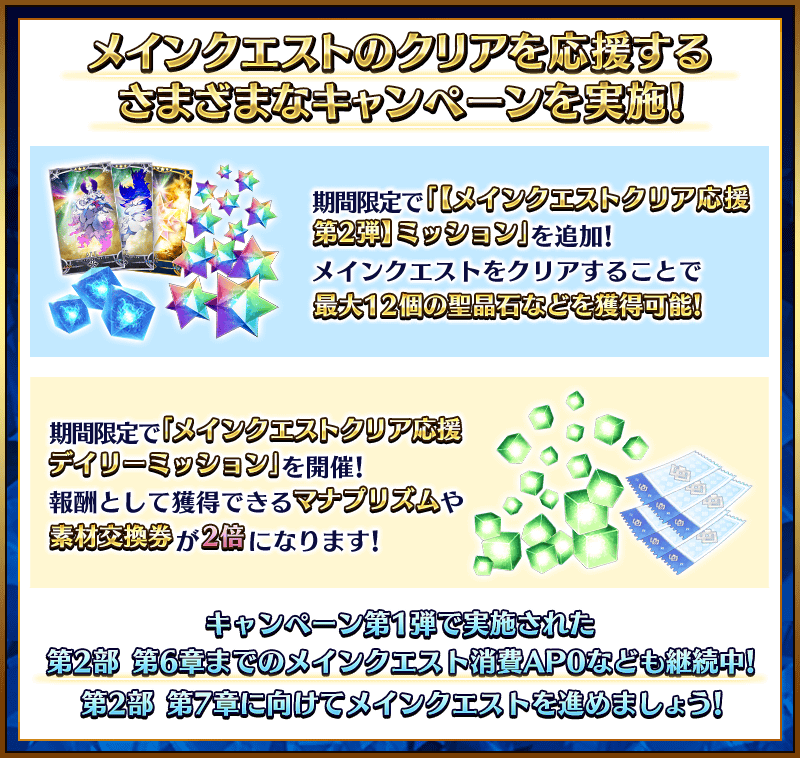 メインクエストのクリアを応援する
さまざまなキャンペーンを実施!
期間限定で「【メインクエストクリア応援
第2弾】ミッション」を追加!
メインクエストをクリアすることで
最大12個の聖晶石などを獲得可能!
期間限定で「メインクエストクリア応援
デイリーミッション」を開催!
報酬として獲得できるマナプリズムや
素材交換券が2倍になります!
キャンペーン第1弾で実施された
第2部 第6章までのメインクエスト消費AP0なども継続中!
第2部 第7章に向けてメインクエストを進めましょう!